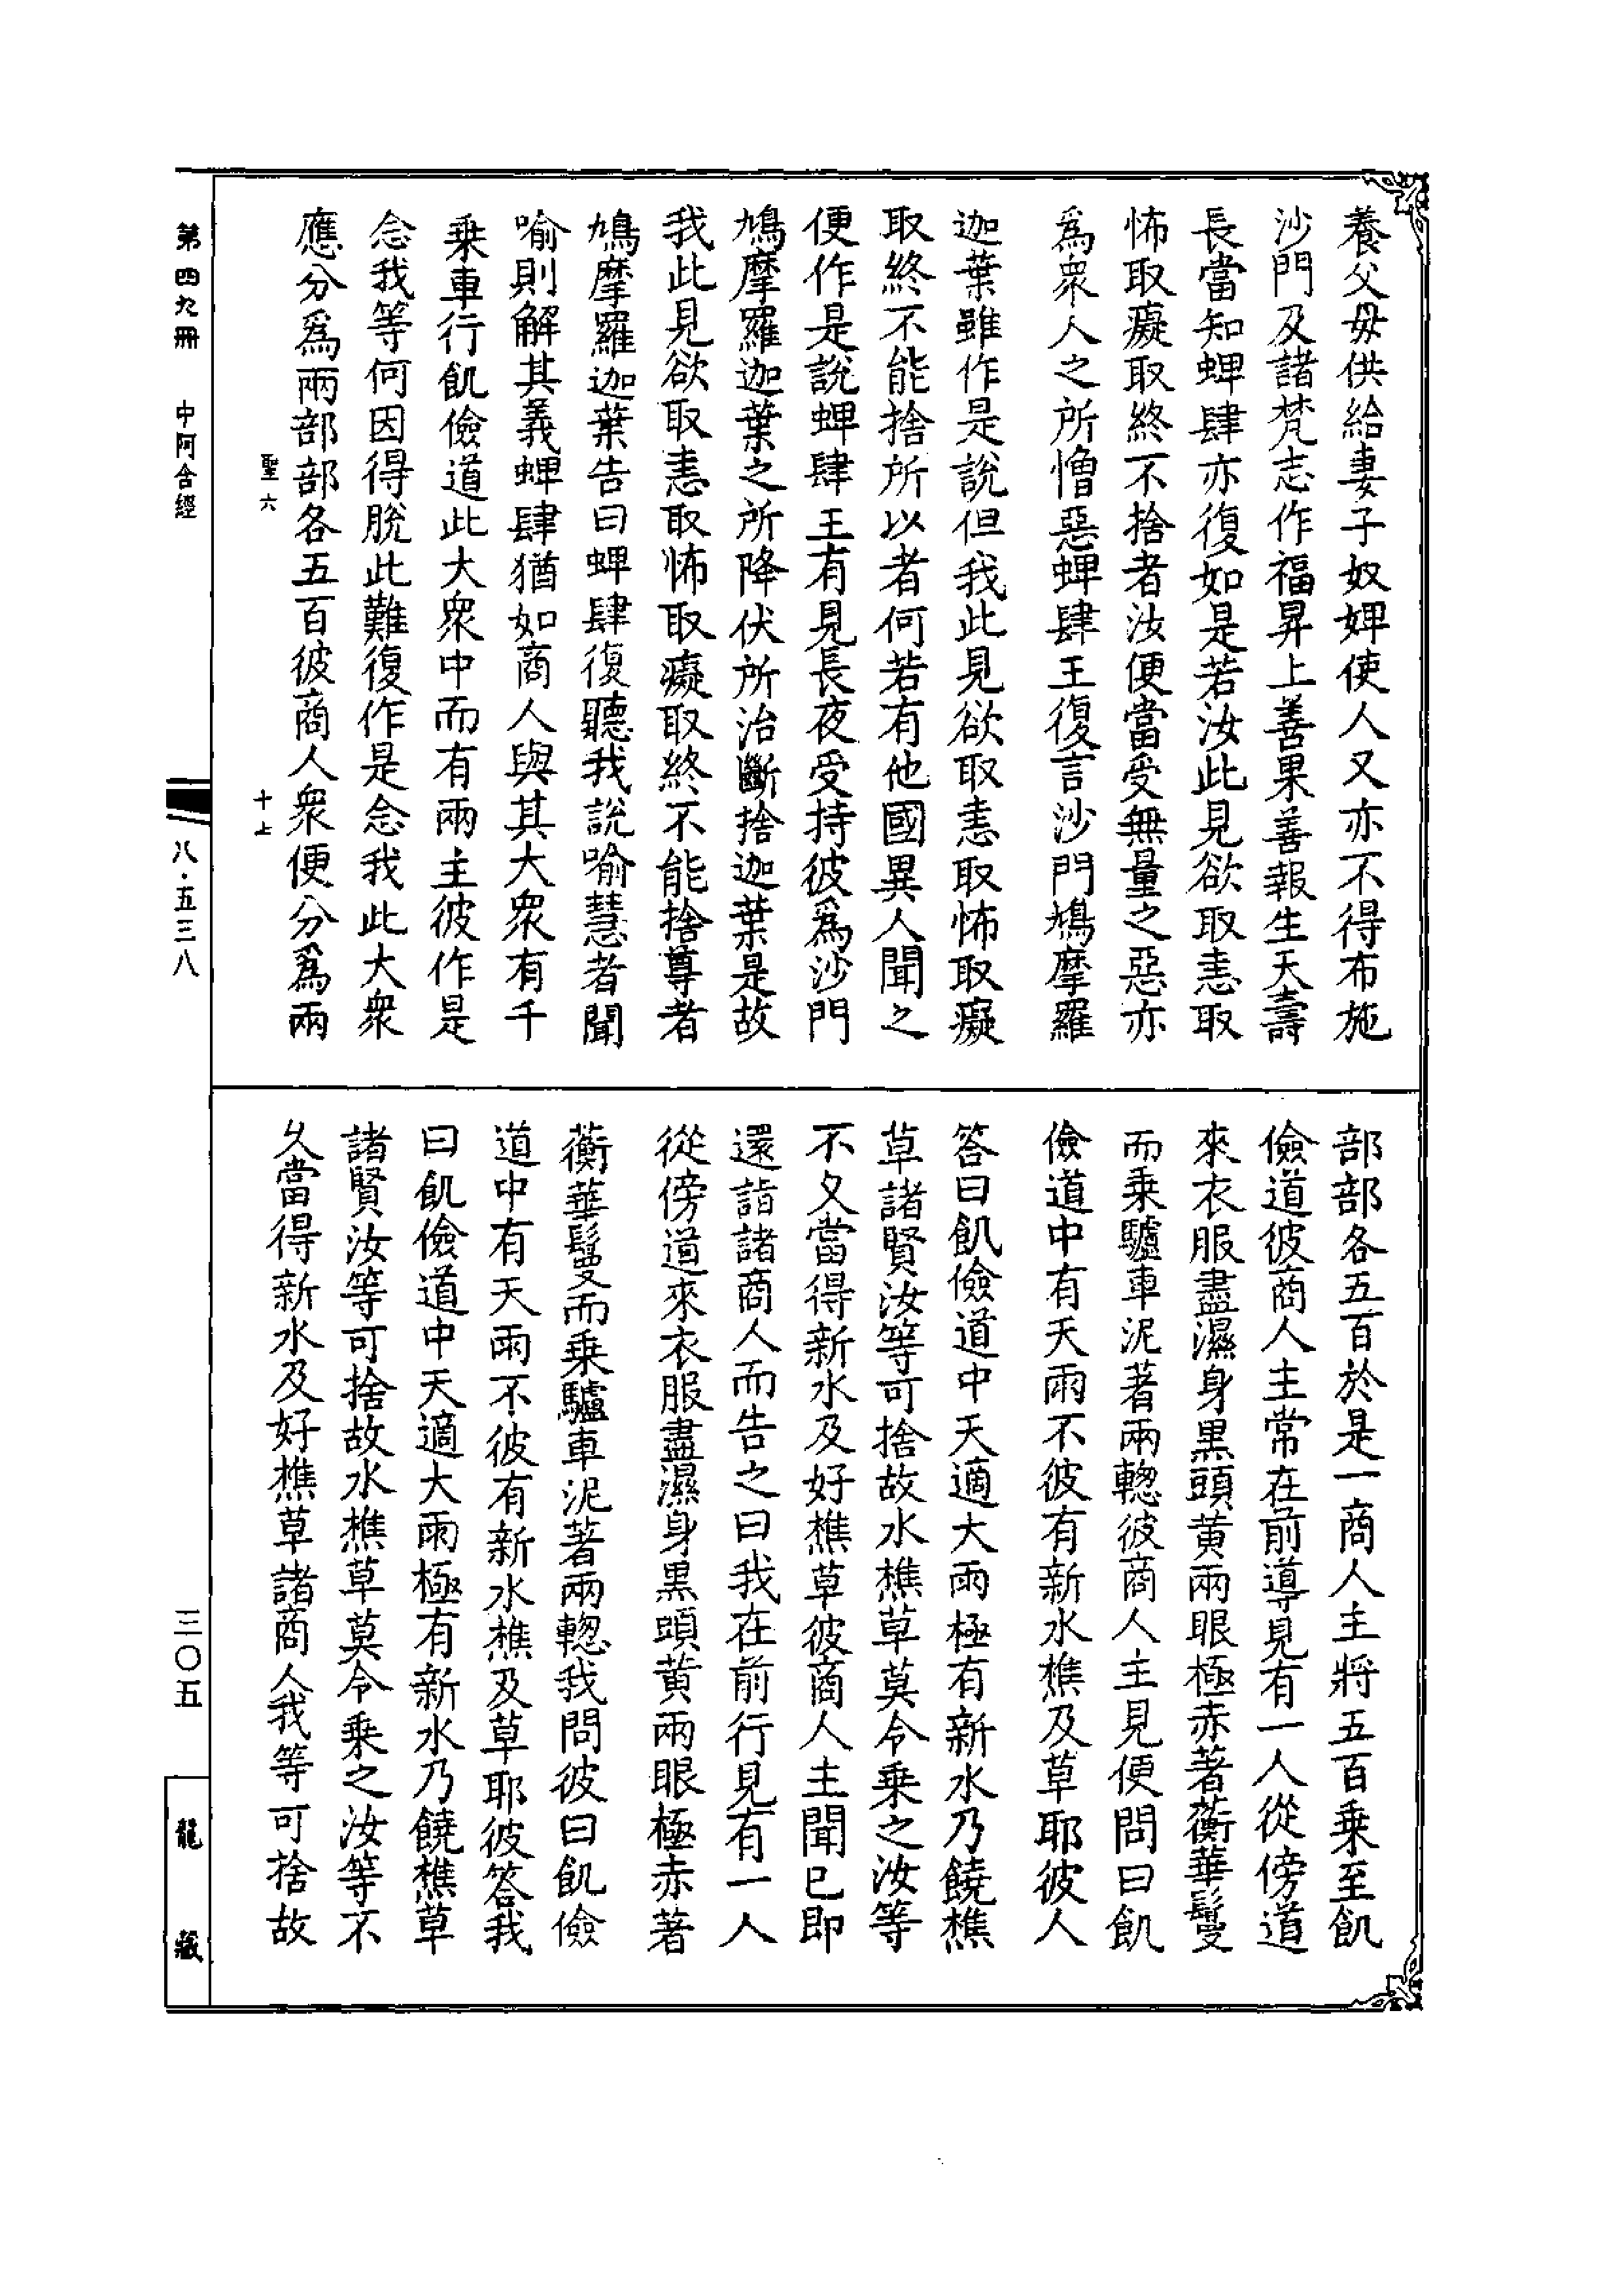 養父母供給妻子奴婢使人又亦不得布施
沙門及諸梵志作福昇上善果善報生天壽
長當知蜱肆亦復如是若汝此見欲取恚取
怖取癡取終不捨者汝便當受無量之惡亦
爲衆人之所憎惡蜱肆王復言沙門鳩摩羅
迦葉雖作是説但我此見欲取恚取怖取癡
取終不能捨所以者何若有他國異人聞之
便作是説蜱肆王有見長夜受持彼爲沙門
鳩摩羅迦葉之所降伏所治斷捨迦葉是故
我此見欲取恚取怖取癡取終不能捨尊者
鳩摩羅迦葉告曰蜱肆復聽我説喻慧者聞
喻則解其義蜱肆猶如商人與其大衆有千
乗車行飢儉道此大衆中而有兩主彼作是
念我等何因得脱此難復作是念我此大衆
應分爲兩部部各五百彼商人衆便分爲兩
聖六
十上
部部各五百於是一商人主將五百乗至飢
儉道彼商人主常在前導見有一人從傍道
來衣服盡濕身黒頭黄兩眼極赤著蘅華鬘
而乗驢車泥著兩轊彼商人主見便問曰飢
儉道中有天雨不彼有新水樵及草耶彼人
答曰飢儉道中天適大雨極有新水乃饒樵
草諸賢汝等可捨故水樵草莫令乗之汝等
不久當得新水及好樵草彼商人主聞已即
還詣諸商人而告之曰我在前行見有一人
從傍道來衣服盡濕身黒頭黄兩眼極赤著
蘅華鬘而乗驢車泥著兩轊我問彼曰飢儉
道中有天雨不彼有新水樵及草耶彼答我
曰飢儉道中天適大雨極有新水乃饒樵草
諸賢汝等可捨故水樵草莫令乗之汝等不
久當得新水及好樵草諸商人我等可捨故
第四九冊 中阿含經
八·五三八
三〇五
龍藏